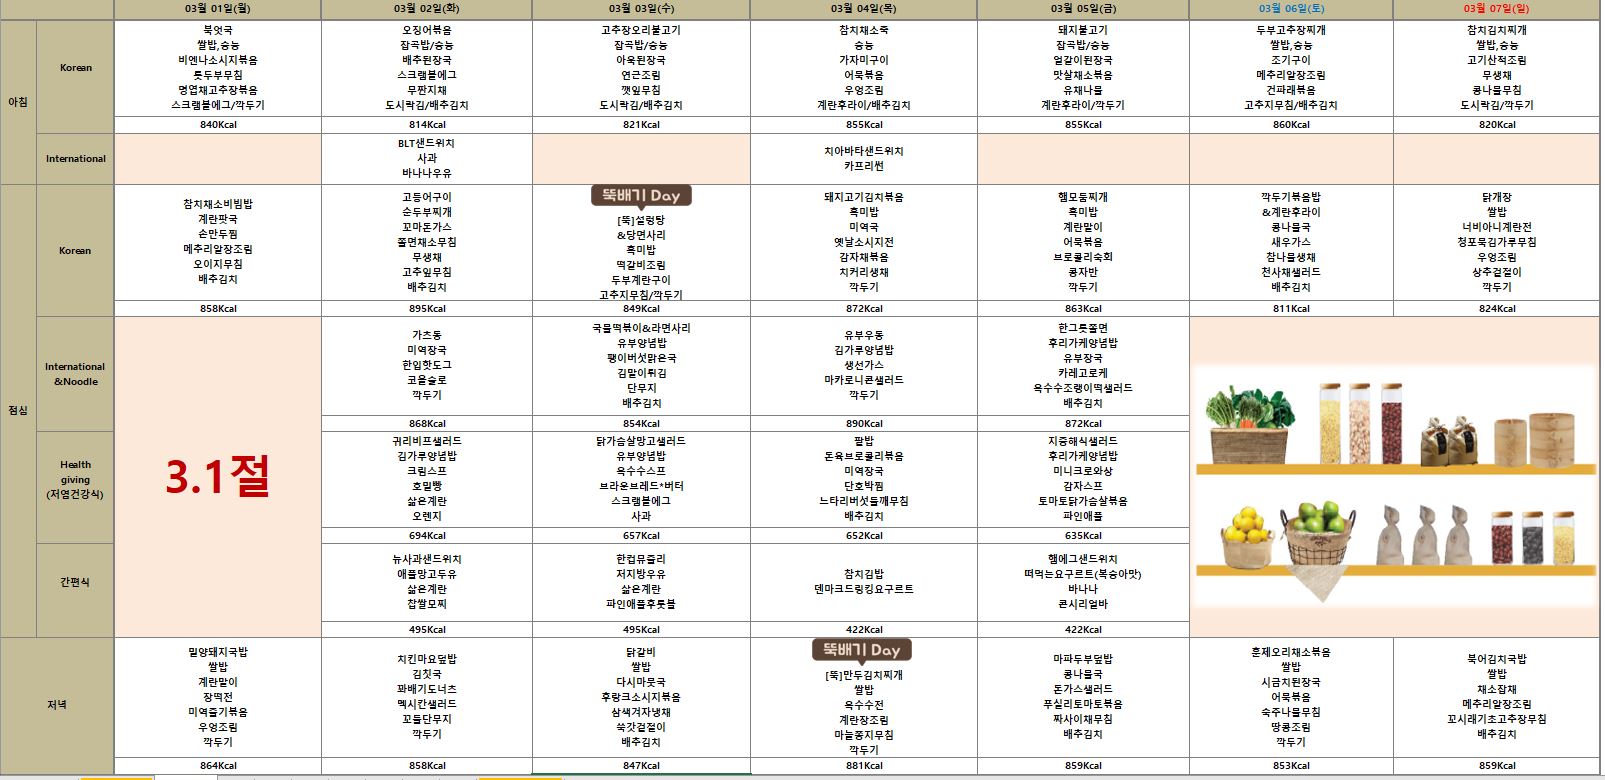 03월 01일(월) 03월 02일(화) 03월 03일(수) 03월 04일(목) 03월 05일(금) 03월 06일(토) 03월 07일(일)
아침
Korean
북엇국
쌀밥,숭늉
비엔나소시지볶음
톳두부무침
명엽채고추장볶음
스크램블에그/깍두기
840Kcal
오징어볶음
잡곡밥/숭늉
배추된장국
스크램블에그
무짠지채
도시락김/배추김치
814Kcal
고추장오리불고기
잡곡밥/숭늉
아욱된장국
연근조림
깻잎무침
도시락김/배추김치
821Kcal
참치채소죽
숭늉
가자미구이
어묵볶음
우엉조림
계란후라이/배추김치
855Kcal
돼지불고기
잡곡밥/숭늉
얼갈이된장국
맛살채소볶음
유채나물
계란후라이/깍두기
855Kcal
두부고추장찌개
쌀밥,숭늉
조기구이
메추리알장조림
건파래볶음
고추지무침/배추김치
860Kcal
참치김치찌개
쌀밥,숭늉
고기산적조림
무생채
콩나물무침
도시락김/깍두기
820Kcal
International
BLT샌드위치
사과
바나나우유
치아바타샌드위치
카프리썬
점심
Korean
참치채소비빔밥
계란팟국
손만두찜
메추리알장조림
오이지무침
배추김치
858Kcal
고등어구이
순두부찌개
꼬마돈가스
쫄면채소무침
무생채
고추잎무침
배추김치
895Kcal
뚝배기 Day
[뚝]설렁탕
&당면사리
흑미밥
떡갈비조림
두부계란구이
고추지무침/깍두기
849Kcal
돼지고기김치볶음
흑미밥
미역국
옛날소시지전
감자채볶음
치커리생채
깍두기
872Kcal
햄모둠찌개
흑미밥
계란말이
어묵볶음
브로콜리숙회
콩자반
깍두기
863Kcal
깍두기볶음밥
&계란후라이
콩나물국
새우가스
참나물생채
천사채샐러드
배추김치
811Kcal
닭개장
쌀밥
너비아니계란전
청포묵김가루무침
우엉조림
상추겉절이
깍두기
824Kcal
International
&Noodle
3.1절
가츠동
미역장국
한입핫도그
코울슬로
깍두기
868Kcal
국물떡볶이&라면사리
유부양념밥
팽이버섯맑은국
김말이튀김
단무지
배추김치
854Kcal
유부우동
김가루양념밥
생선가스
마카로니콘샐러드
깍두기
890Kcal
한그릇쫄면
후리가케양념밥
유부장국
카레고로케
옥수수조랭이떡샐러드
배추김치
872Kcal
Health
giving
(저염건강식)
귀리비프샐러드
김가루양념밥
크림스프
호밀빵
삶은계란
오렌지
694Kcal
닭가슴살망고샐러드
유부양념밥
옥수수스프
브라운브레드*버터
스크램블에그
사과
657Kcal
팥밥
돈육브로콜리볶음
미역장국
단호박찜
느타리버섯들깨무침
배추김치
652Kcal
지중해식샐러드
후리가케양념밥
미니크로와상
감자스프
토마토닭가슴살볶음
파인애플
635Kcal
간편식
뉴사과샌드위치
애플망고두유
삶은계란
찹쌀모찌
495Kcal
한컵뮤즐리
저지방우유
삶은계란
파인애플후룻볼
495Kcal
참치김밥
덴마크드링킹요구르트
422Kcal
햄에그샌드위치
떠먹는요구르트(복숭아맛)
바나나
콘시리얼바
422Kcal
저녁
밀양돼지국밥
쌀밥
계란말이
장떡전
미역줄기볶음
우엉조림
깍두기
864Kcal
치킨마요덮밥
김칫국
꽈배기도너츠
멕시칸샐러드
꼬들단무지
깍두기
858Kcal
닭갈비
쌀밥
다시마뭇국
후랑크소시지볶음
삼색겨자냉채
쑥갓겉절이
배추김치
847Kcal
뚝배기 Day
[뚝]만두김치찌개
쌀밥
옥수수전
계란장조림
마늘쫑지무침
깍두기
881Kcal
마파두부덮밥
콩나물국
돈가스샐러드
푸실리토마토볶음
짜사이채무침
배추김치
859Kcal
훈제오리채소볶음
쌀밥
시금치된장국
어묵볶음
숙주나물무침
땅콩조림
깍두기
853Kcal
북어김치국밥
쌀밥
채소잡채
메추리알장조림
꼬시래기초고추장무침
배추김치
859Kcal